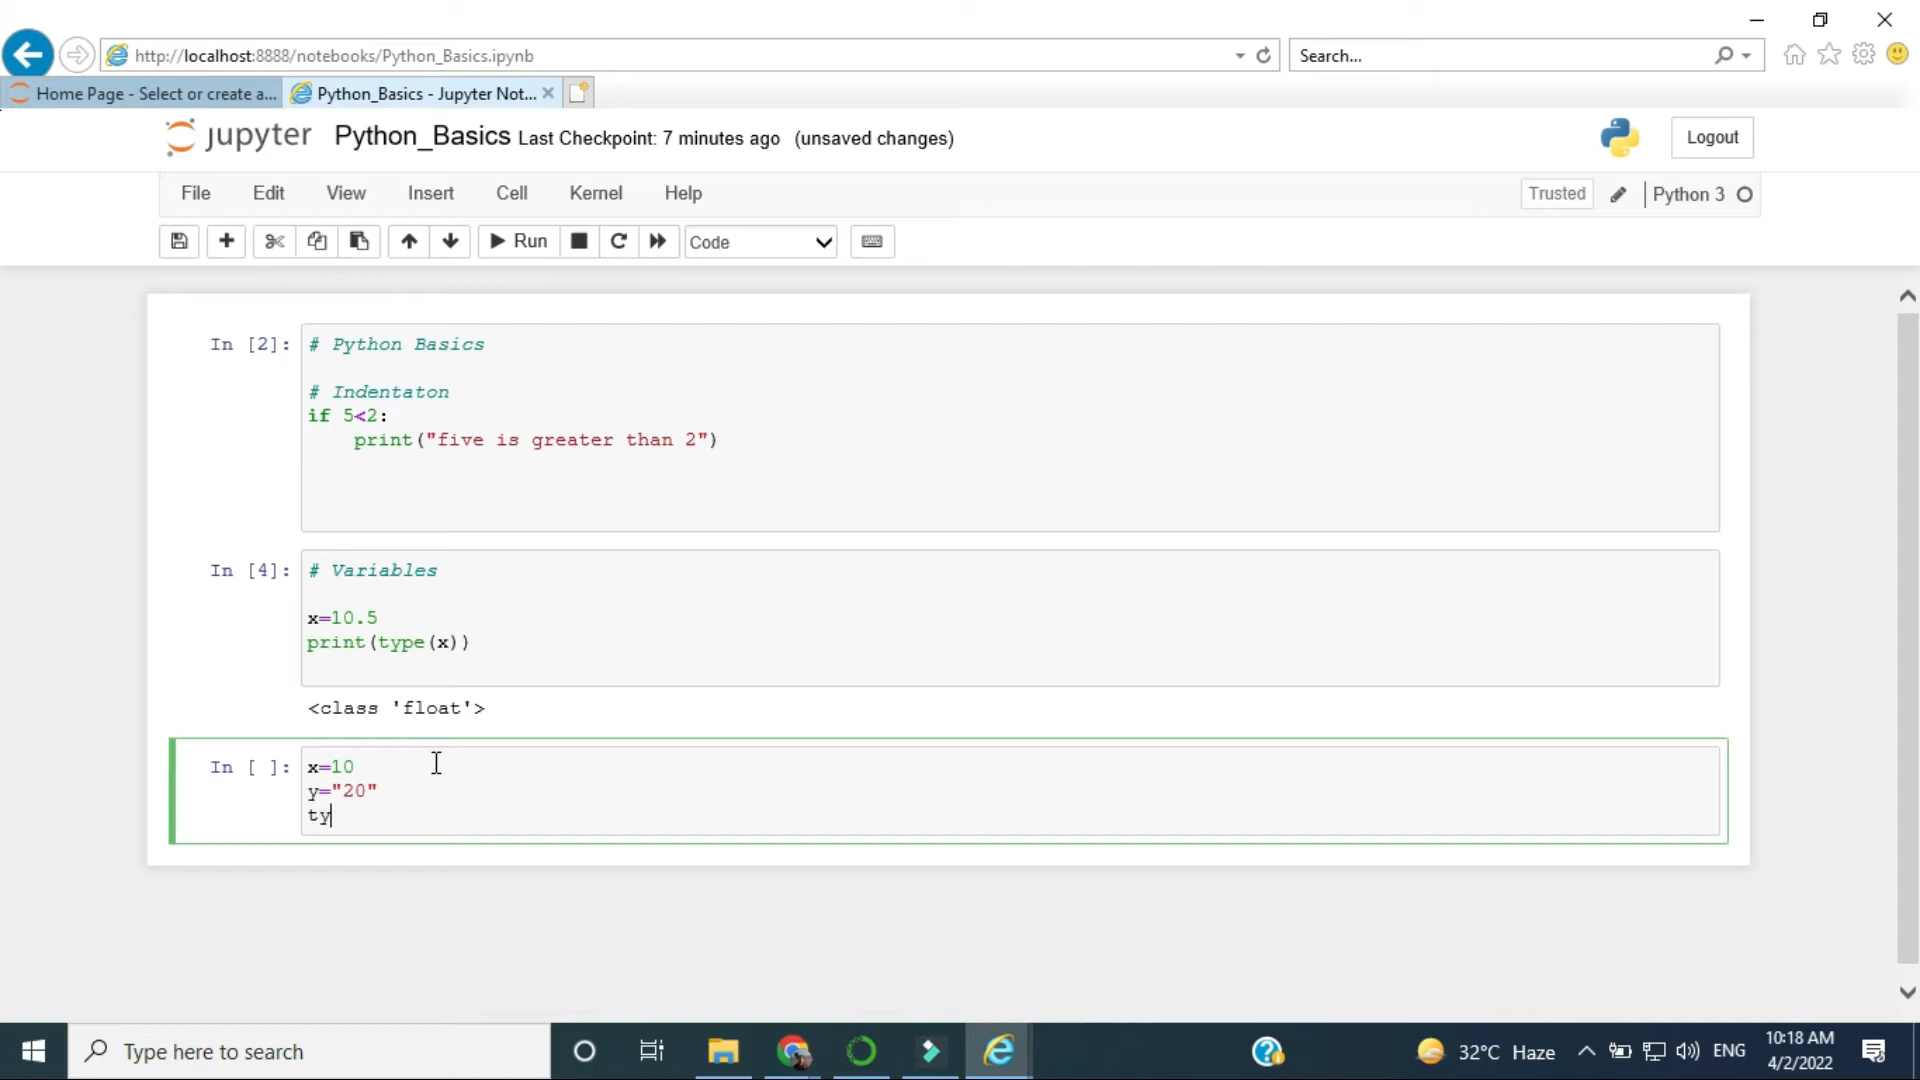 http://localhost:8888/notebooks/Python_Basics.ipynb
Search...
Home Page - Select or create a...
Python_Basics - Jupyter Not...
jupyter Python_Basics Last Checkpoint: 7 minutes ago (unsaved changes)
Logout
File Edit View Insert Cell Kernel Help
Trusted
Python 3
Run
Code
In [2]:
# Python Basics
# Indentaton
if 5<2:
    print("five is greater than 2")
In [4]:
# Variables
x=10.5
print(type(x))
<class 'float'>
In [ ]:
x=10
y="20"
ty
Type here to search
32°C Haze
ENG
10:18 AM
4/2/2022